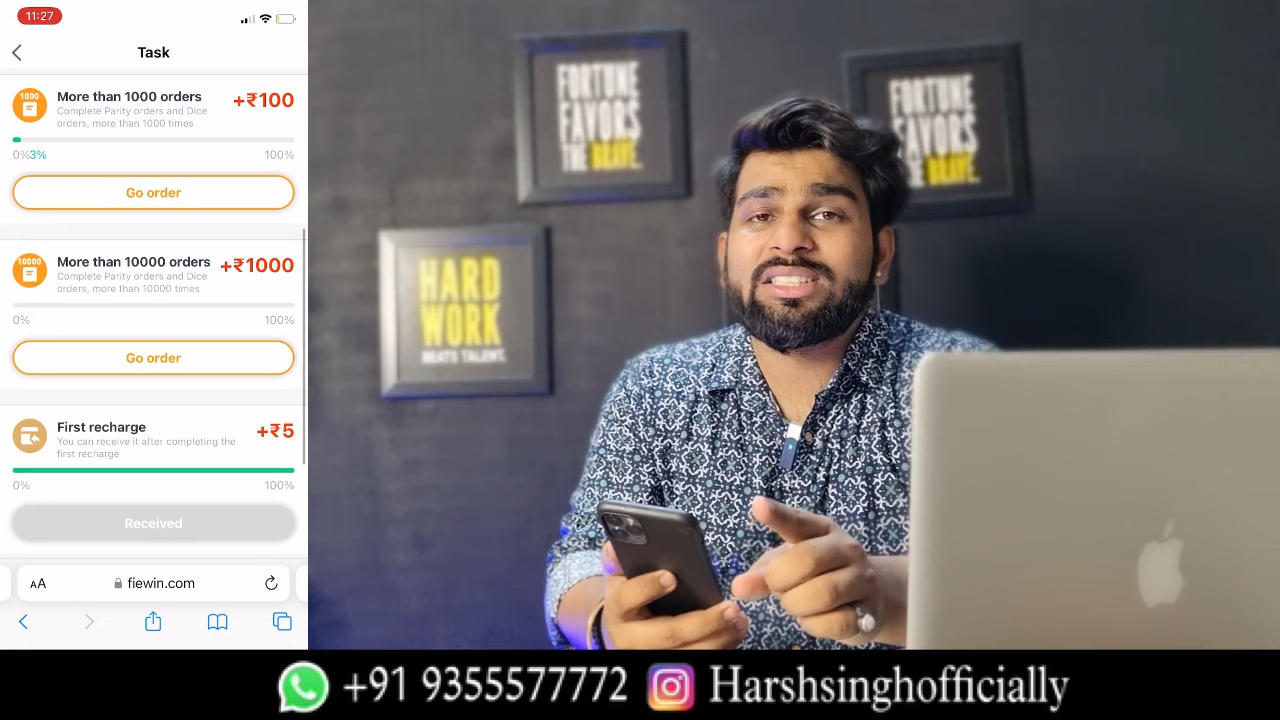 11:27
Task
1000
More than 1000 orders
+₹100
Complete Parity orders and Dice
orders, more than 1000 times
0%3%
100%
Go order
10000
More than 10000 orders
+₹1000
Complete Parity orders and Dice
orders, more than 10000 times
0%
100%
Go order
First recharge
+₹5
You can receive it after completing the
first recharge
0%
100%
Received
AA
fiewin.com
FORTUNE
FAVORS
THE BRAVE.
FORTUNE
FAVORS
BRAVE.
HARD
WORK
BEATS TALENT.
+91 9355577772
Harshsinghofficially